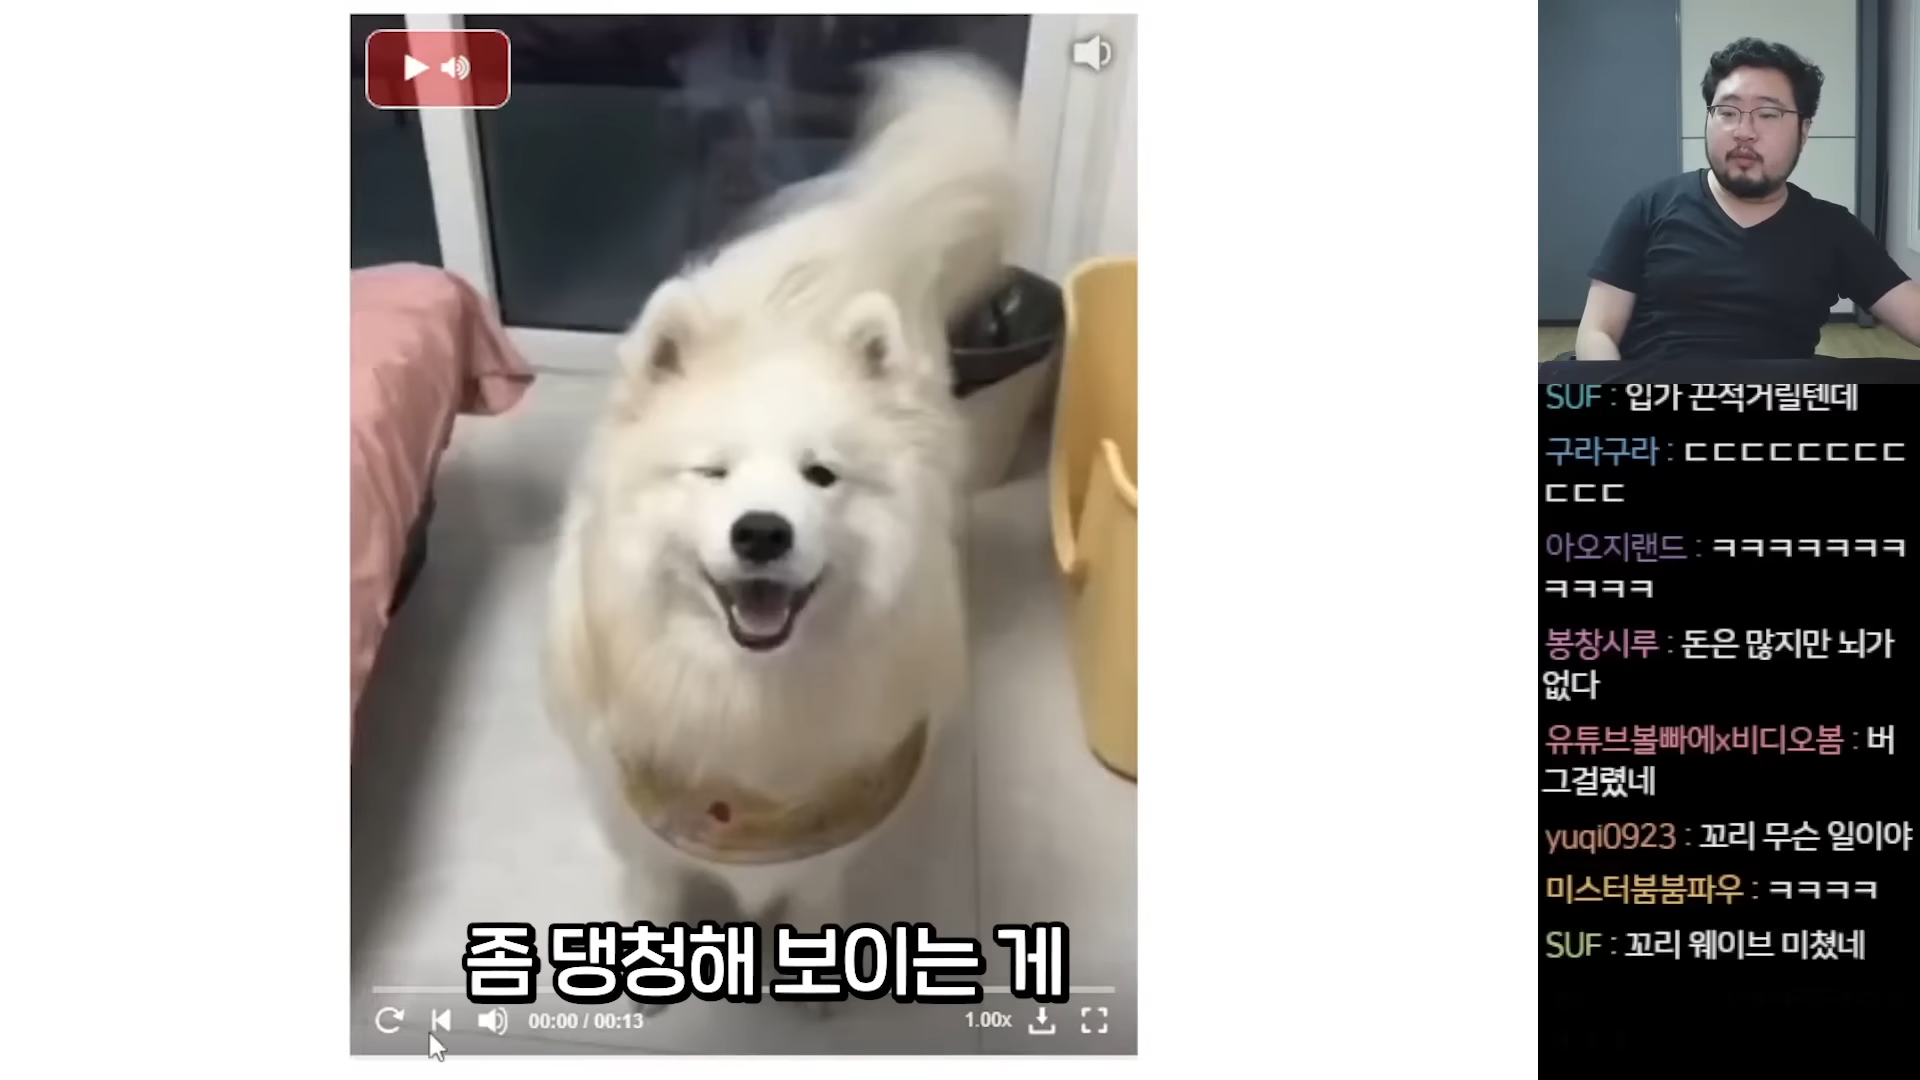 좀 댕청해 보이는 게
00:00 / 00:13
1.00x
SUF : 입가 끈적거릴텐데
구라구라 : ㄷㄷㄷㄷㄷㄷㄷㄷ
ㄷㄷㄷ
아오지랜드 : ㅋㅋㅋㅋㅋㅋㅋ
ㅋㅋㅋㅋ
봉창시루 : 돈은 많지만 뇌가
없다
유튜브볼빠에x비디오봄 : 버
그걸렸네
yuqi0923 : 꼬리 무슨 일이야
미스터붐붐파우 : ㅋㅋㅋㅋ
SUF : 꼬리 웨이브 미쳤네